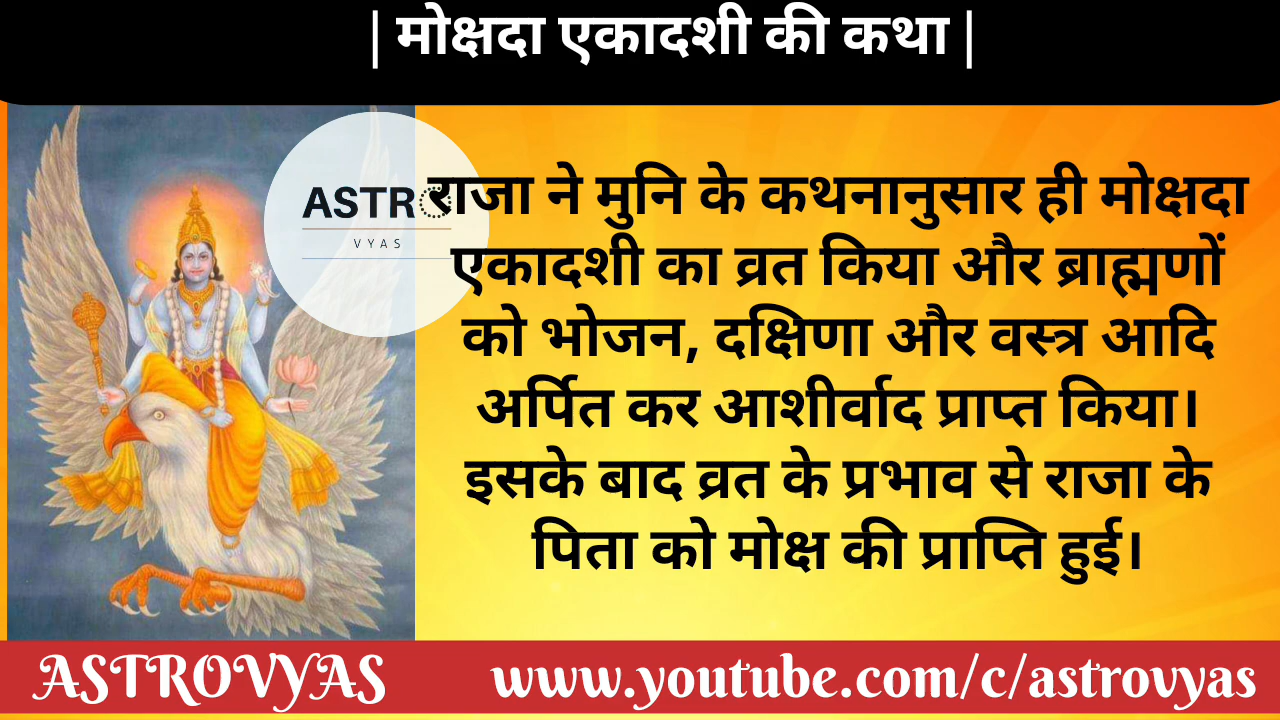 | मोक्षदा एकादशी की कथा |
ASTRO
VYAS
राजा ने मुनि के कथनानुसार ही मोक्षदा
एकादशी का व्रत किया और ब्राह्मणों
को भोजन, दक्षिणा और वस्त्र आदि
अर्पित कर आशीर्वाद प्राप्त किया।
इसके बाद व्रत के प्रभाव से राजा के
पिता को मोक्ष की प्राप्ति हुई।
ASTROVYAS
www.youtube.com/c/astrovyas